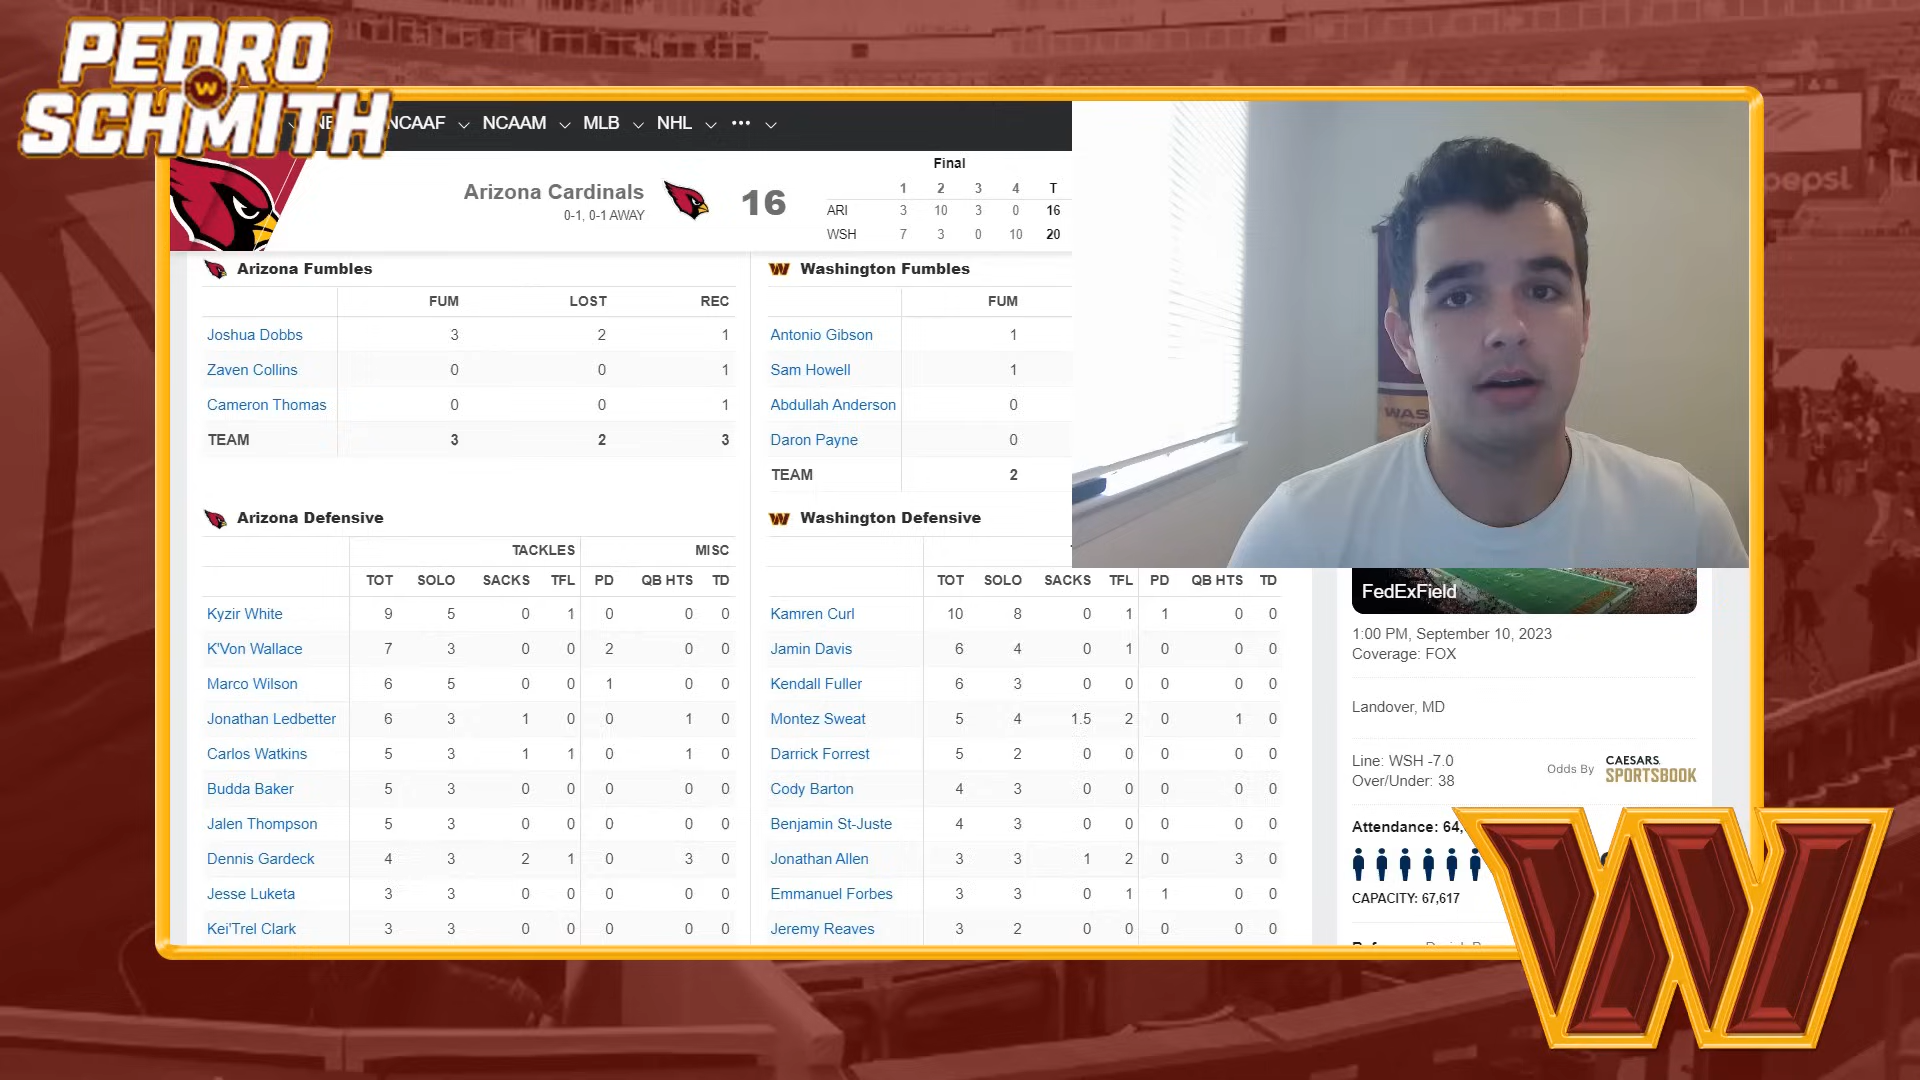 PEDRO
SCHMITH
NCAAF NCAAM MLB NHL •••
Final
1 2 3 4 T
Arizona Cardinals 16
0-1, 0-1 AWAY
ARI 3 10 3 0 16
WSH 7 3 0 10 20
Arizona Fumbles
FUM LOST REC
Joshua Dobbs 3 2 1
Zaven Collins 0 0 1
Cameron Thomas 0 0 1
TEAM 3 2 3
Washington Fumbles
FUM
Antonio Gibson 1
Sam Howell 1
Abdullah Anderson 0
Daron Payne 0
TEAM 2
Arizona Defensive
TACKLES MISC
TOT SOLO SACKS TFL PD QB HTS TD
Kyzir White 9 5 0 1 0 0 0
K'Von Wallace 7 3 0 0 2 0 0
Marco Wilson 6 5 0 0 1 0 0
Jonathan Ledbetter 6 3 1 0 0 1 0
Carlos Watkins 5 3 1 1 0 1 0
Budda Baker 5 3 0 0 0 0 0
Jalen Thompson 5 3 0 0 0 0 0
Dennis Gardeck 4 3 2 1 0 3 0
Jesse Luketa 3 3 0 0 0 0 0
Kei'Trel Clark 3 3 0 0 0 0 0
Washington Defensive
TOT SOLO SACKS TFL PD QB HTS TD
Kamren Curl 10 8 0 1 1 0 0
Jamin Davis 6 4 0 1 0 0 0
Kendall Fuller 6 3 0 0 0 0 0
Montez Sweat 5 4 1.5 2 0 1 0
Darrick Forrest 5 2 0 0 0 0 0
Cody Barton 4 3 0 0 0 0 0
Benjamin St-Juste 4 3 0 0 0 0 0
Jonathan Allen 3 3 1 2 0 3 0
Emmanuel Forbes 3 3 0 1 1 0 0
Jeremy Reaves 3 2 0 0 0 0 0
WAS
FedExField
1:00 PM, September 10, 2023
Coverage: FOX
Landover, MD
Line: WSH -7.0
Over/Under: 38
Odds By CAESARS
SPORTSBOOK
Attendance: 64,
CAPACITY: 67,617
pepsi
W